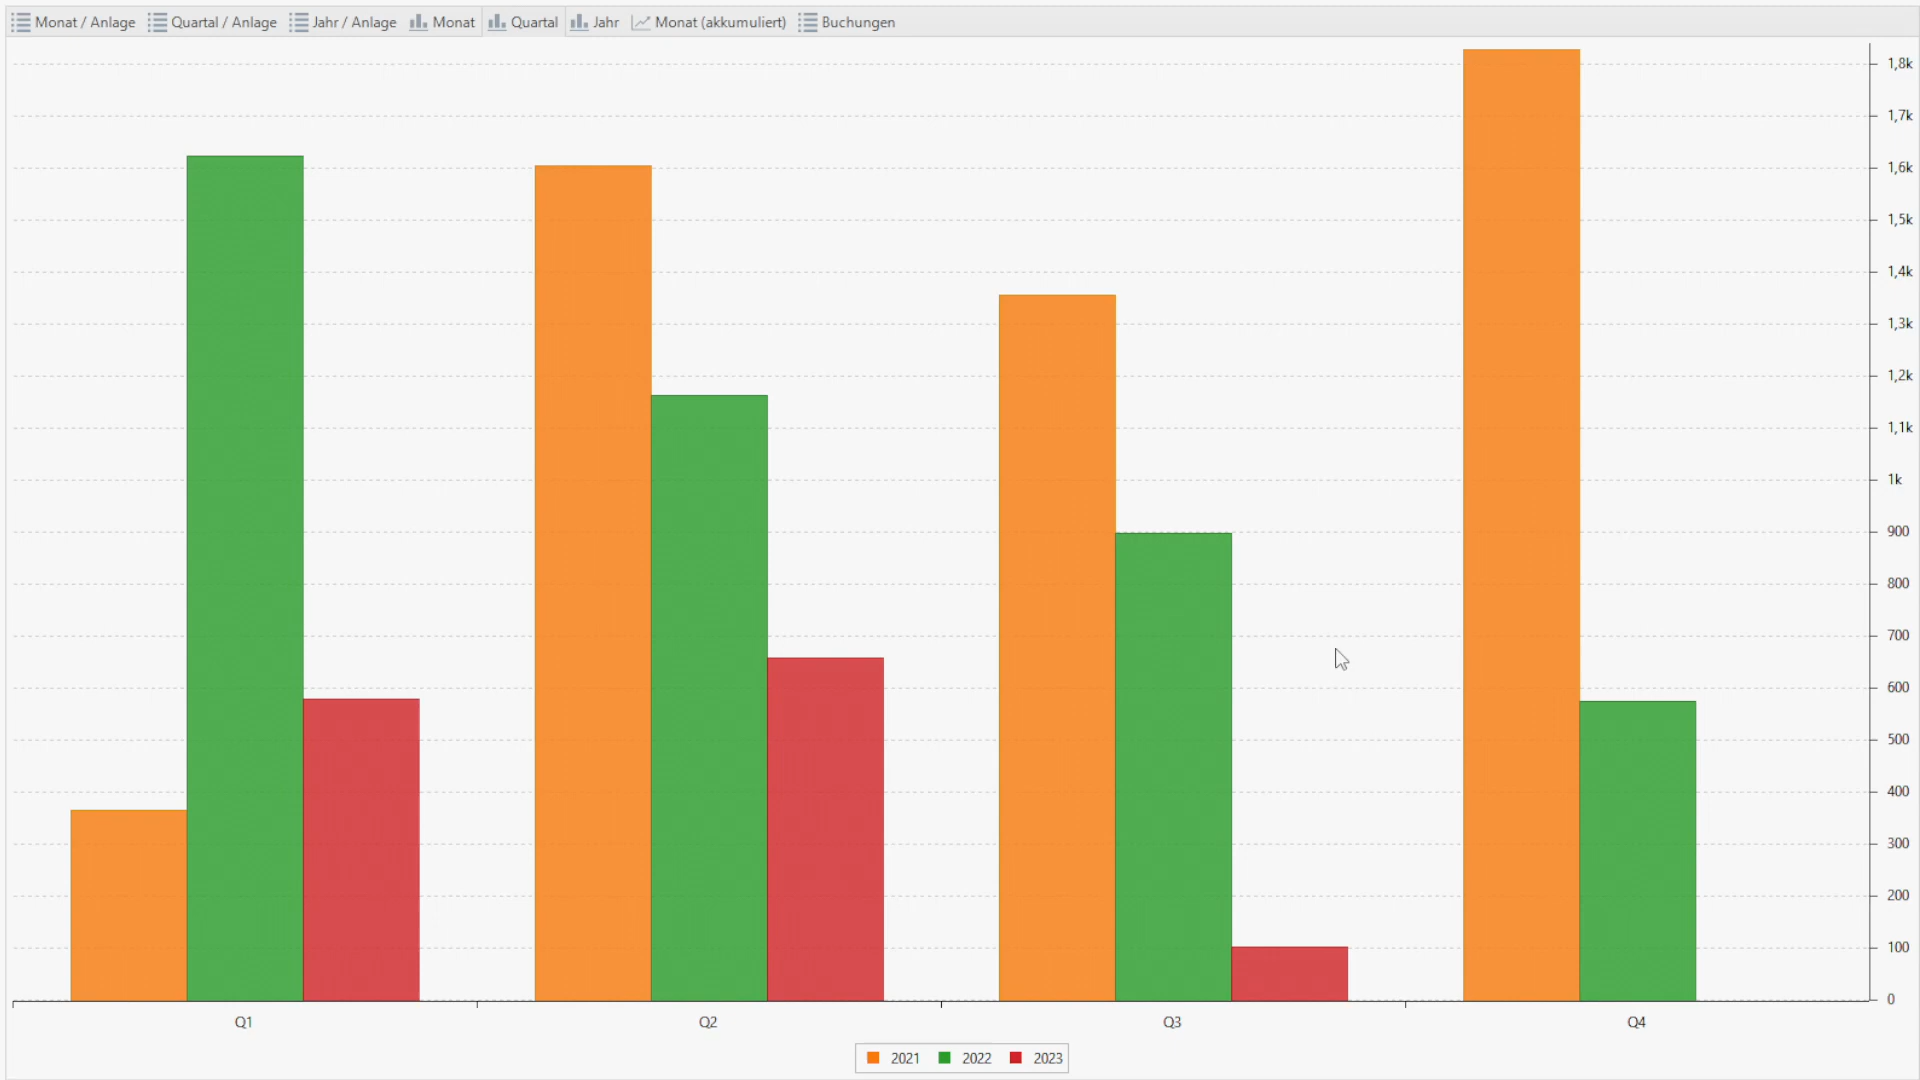 Monat / Anlage Quartal / Anlage Jahr / Anlage Monat Quartal Jahr Monat (akkumuliert) Buchungen
1,8k
1,7k
1,6k
1,5k
1,4k
1,3k
1,2k
1,1k
1k
900
800
700
600
500
400
300
200
100
0
Q1 Q2 Q3 Q4
2021 2022 2023